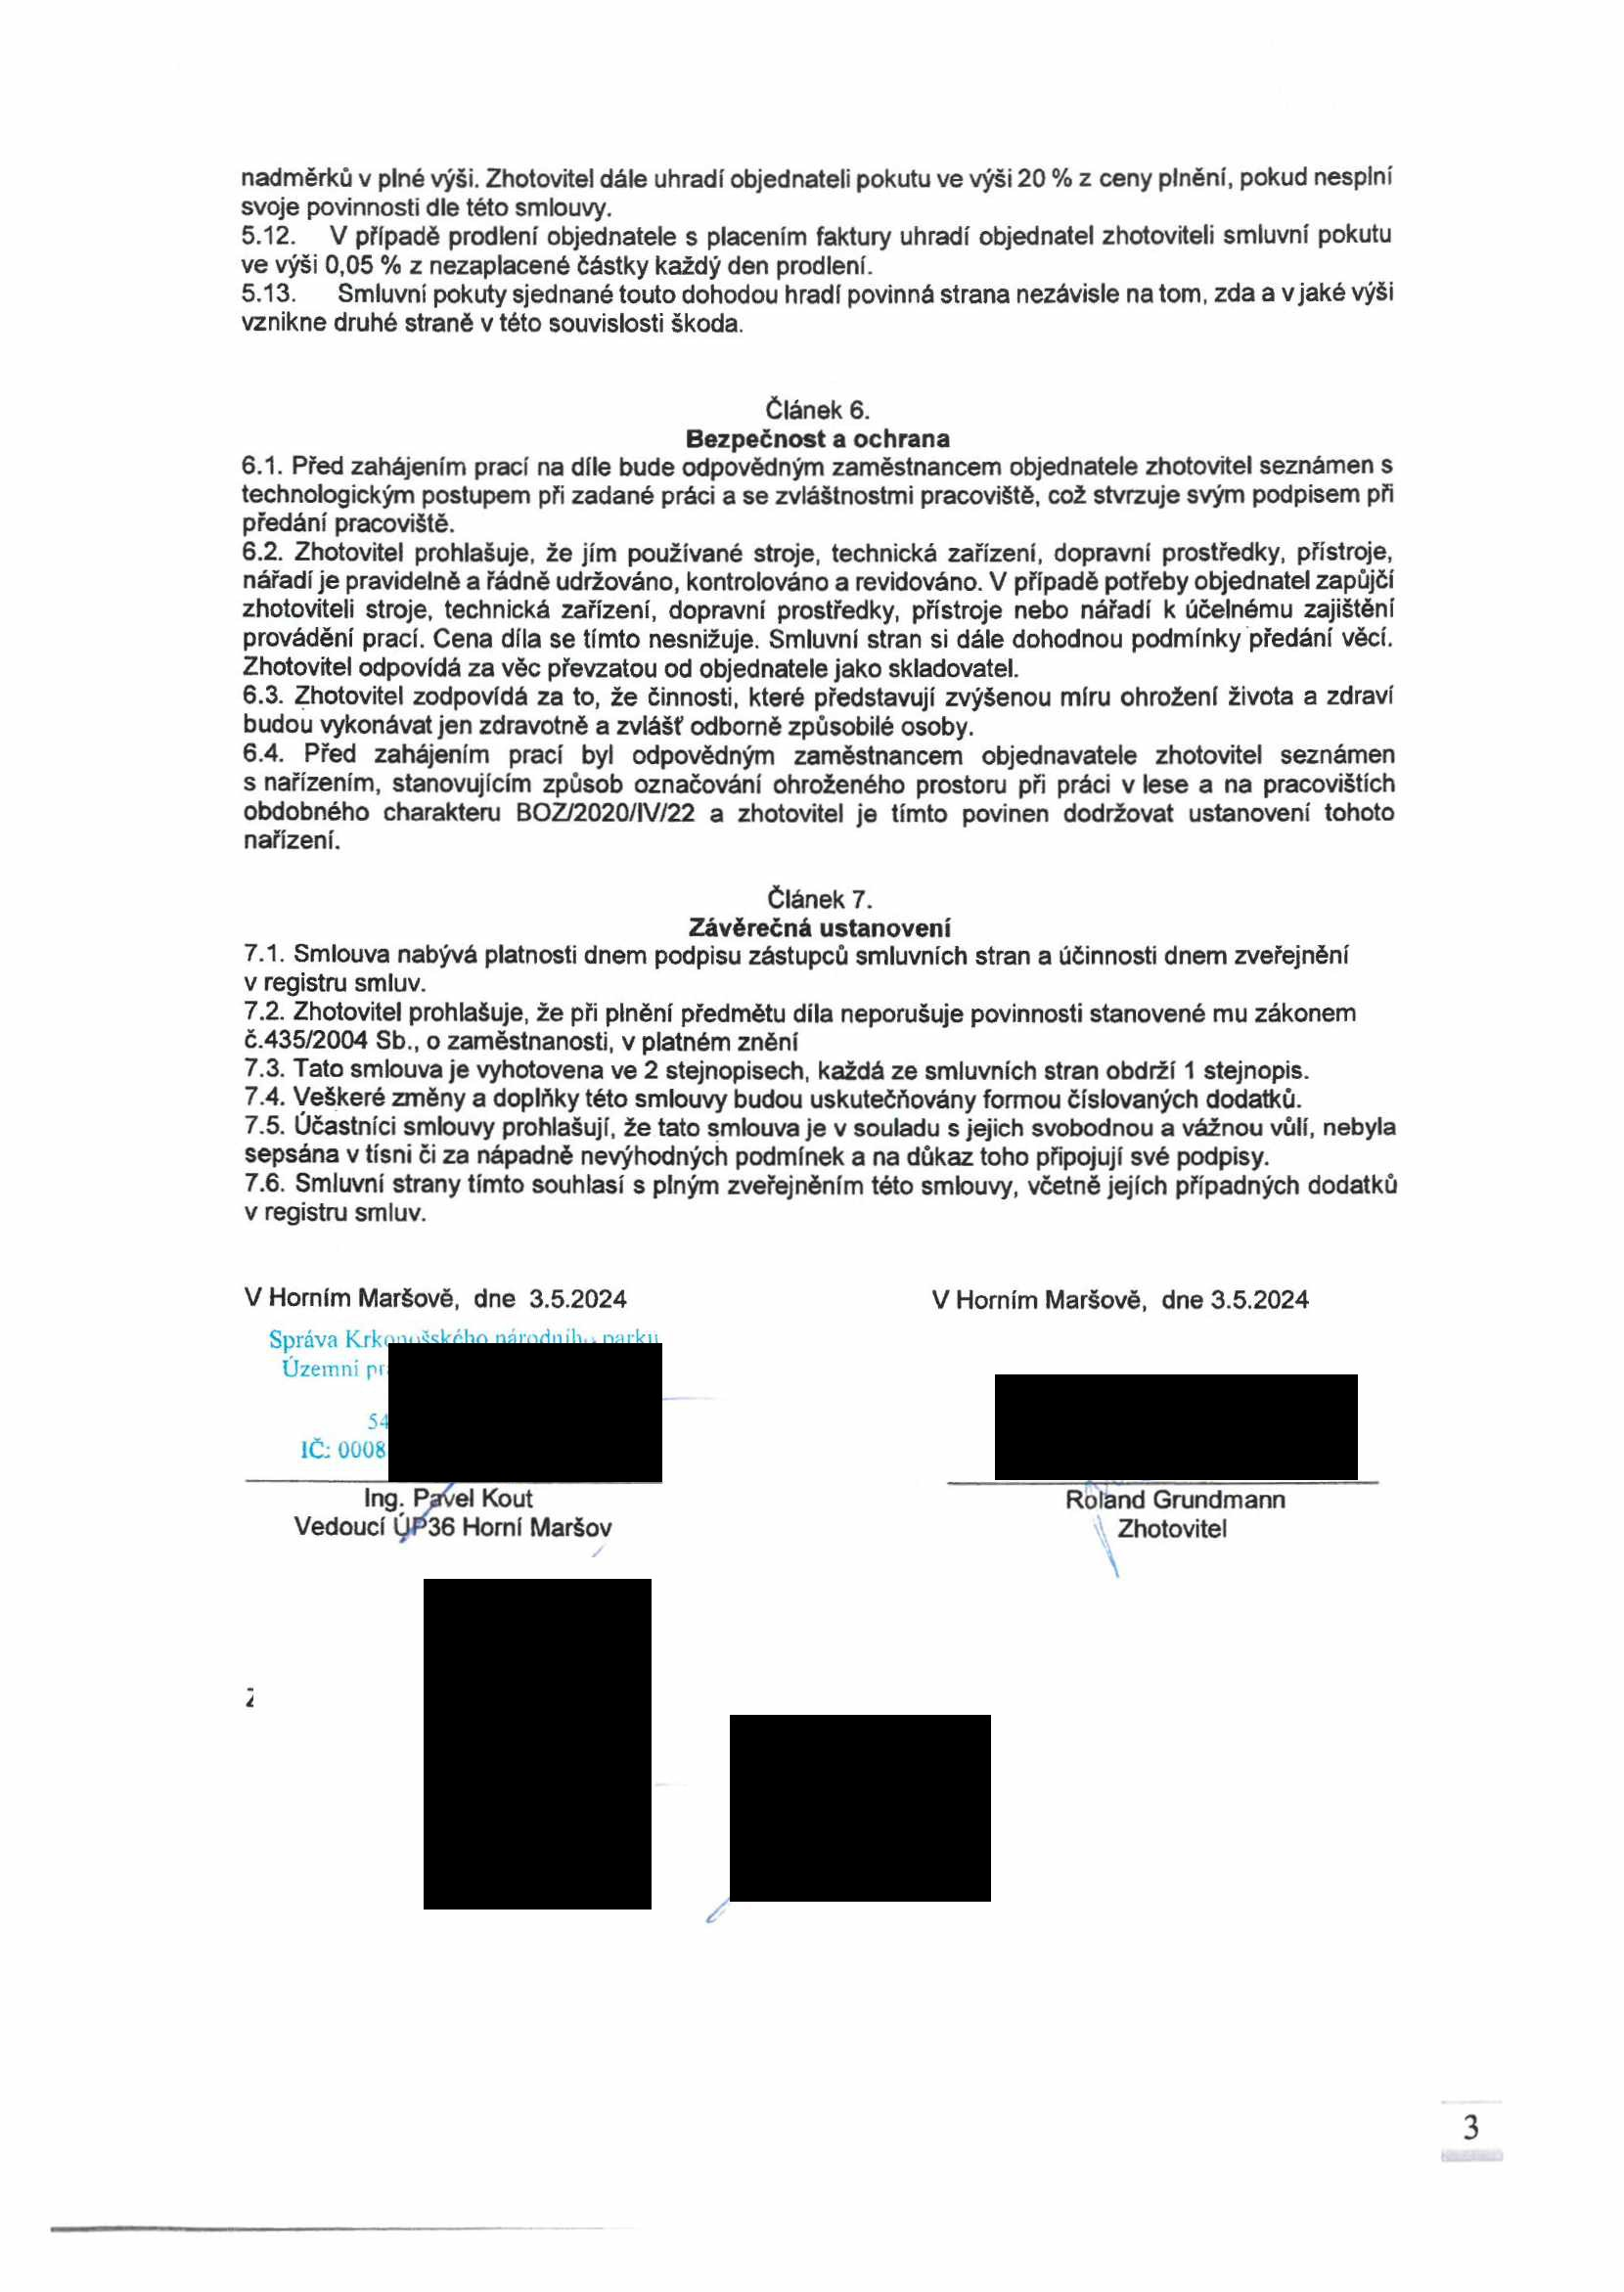 nadměrků v plné výši. Zhotovitel dále uhradí objednateli pokutu ve výši 20 % z ceny plnění, pokud nesplní
svoje povinnosti dle této smlouvy.
5.12. V případě prodlení objednatele s placením faktury uhradí objednatel zhotoviteli smluvní pokutu
ve výši 0,05 % z nezaplacené částky každý den prodlení.
5.13. Smluvní pokuty sjednané touto dohodou hradí povinná strana nezávisle na tom, zda a v jaké výši
vznikne druhé straně v této souvislosti škoda.
Článek 6.
Bezpečnost a ochrana
6.1. Před zahájením prací na díle bude odpovědným zaměstnancem objednatele zhotovitel seznámen s
technologickým postupem při zadané práci a se zvláštnostmi pracoviště, což stvrzuje svým podpisem při
předání pracoviště.
6.2. Zhotovitel prohlašuje, že jím používané stroje, technická zařízení, dopravní prostředky, přístroje,
nářadí je pravidelně a řádně udržováno, kontrolováno a revidováno. V případě potřeby objednatel zapůjčí
zhotoviteli stroje, technická zařízení, dopravní prostředky, přístroje nebo nářadí k účelnému zajištění
provádění prací. Cena díla se tímto nesnižuje. Smluvní stran si dále dohodnou podmínky předání věcí.
Zhotovitel odpovídá za věc převzatou od objednatele jako skladovatel.
6.3. Zhotovitel zodpovídá za to, že činnosti, které představují zvýšenou míru ohrožení života a zdraví
budou vykonávat jen zdravotně a zvlášť odborně způsobilé osoby.
6.4. Před zahájením prací byl odpovědným zaměstnancem objednavatele zhotovitel seznámen
s nařízením, stanovujícím způsob označování ohroženého prostoru při práci v lese a na pracovištích
obdobného charakteru BOZ/2020/IV/22 a zhotovitel je tímto povinen dodržovat ustanovení tohoto
nařízení.
Článek 7.
Závěrečná ustanovení
7.1. Smlouva nabývá platnosti dnem podpisu zástupců smluvních stran a účinnosti dnem zveřejnění
v registru smluv.
7.2. Zhotovitel prohlašuje, že při plnění předmětu díla neporušuje povinnosti stanovené mu zákonem
č.435/2004 Sb., o zaměstnanosti, v platném znění
7.3. Tato smlouva je vyhotovena ve 2 stejnopisech, každá ze smluvních stran obdrží 1 stejnopis.
7.4. Veškeré změny a doplňky této smlouvy budou uskutečňovány formou číslovaných dodatků.
7.5. Účastníci smlouvy prohlašují, že tato smlouva je v souladu s jejich svobodnou a vážnou vůlí, nebyla
sepsána v tísni či za nápadně nevýhodných podmínek a na důkaz toho připojují své podpisy.
7.6. Smluvní strany tímto souhlasí s plným zveřejněním této smlouvy, včetně jejích případných dodatků
v registru smluv.
V Horním Maršově, dne 3.5.2024
V Horním Maršově, dne 3.5.2024
Správa Krkonošského národního parku
Územní
54
IČ: 0008
Ing. Pavel Kout
Vedoucí ÚP36 Horní Maršov
Roland Grundmann
Zhotovitel
3